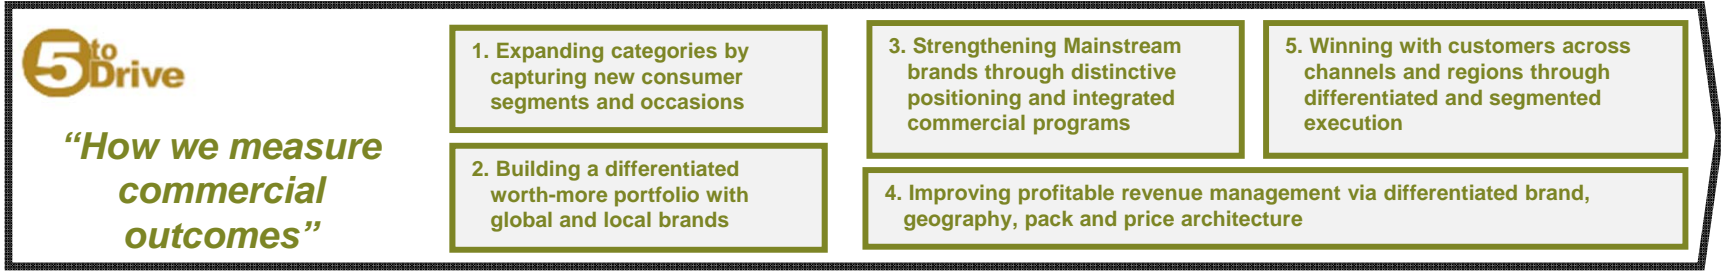 5 to
Drive
“How we measure
commercial
outcomes”
1. Expanding categories by
capturing new consumer
segments and occasions
2. Building a differentiated
worth-more portfolio with
global and local brands
3. Strengthening Mainstream
brands through distinctive
positioning and integrated
commercial programs
4. Improving profitable revenue management via differentiated brand,
geography, pack and price architecture
5. Winning with customers across
channels and regions through
differentiated and segmented
execution